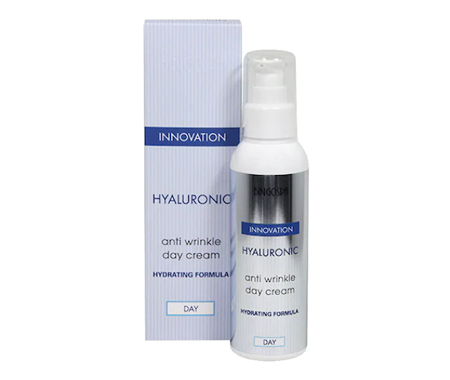 INNOVATION
HYALURONIC
anti wrinkle
day cream
HYDRATING FORMULA
DAY
INNOVATION
HYALURONIC
anti wrinkle
day cream
HYDRATING FORMULA
DAY